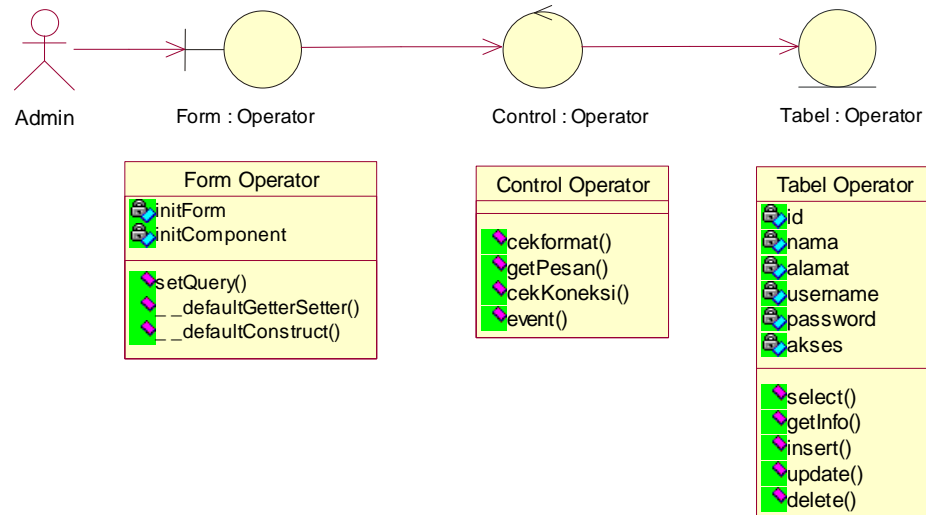 Admin
Form : Operator
Control : Operator
Tabel : Operator
Form Operator
initForm
initComponent
setQuery()
_ _defaultGetterSetter()
_ _defaultConstruct()
Control Operator
cekformat()
getPesan()
cekKoneksi()
event()
Tabel Operator
id
nama
alamat
username
password
akses
select()
getInfo()
insert()
update()
delete()